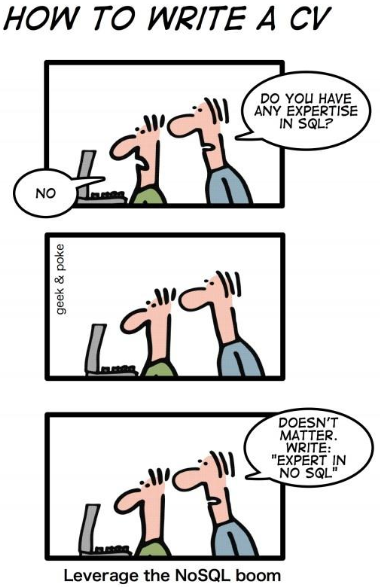 HOW TO WRITE A CV
DO YOU HAVE
ANY EXPERTISE
IN SQL?
NO
geek & poke
DOESN'T
MATTER.
WRITE:
"EXPERT IN
NO SQL"
Leverage the NoSQL boom